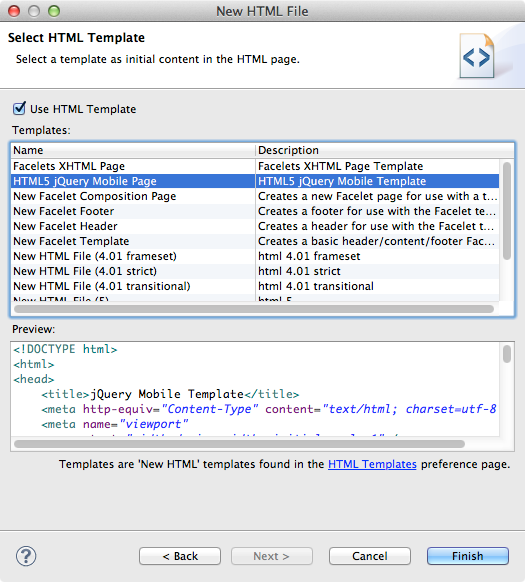 New HTML File
Select HTML Template
Select a template as initial content in the HTML page.
Use HTML Template
Templates:
Name Description
Facelets XHTML Page Facelets XHTML Page Template
HTML5 jQuery Mobile Page HTML5 jQuery Mobile Template
New Facelet Composition Page Creates a new Facelet page for use with a t...
New Facelet Footer Creates a footer for use with the Facelet te...
New Facelet Header Creates a header for use with the Facelet t...
New Facelet Template Creates a basic header/content/footer Fac...
New HTML File (4.01 frameset) html 4.01 frameset
New HTML File (4.01 strict) html 4.01 strict
New HTML File (4.01 transitional) html 4.01 transitional
New HTML File (5) html 5
Preview:
<!DOCTYPE html>
<html>
<head>
<title>jQuery Mobile Template</title>
<meta http-equiv="Content-Type" content="text/html; charset=utf-8
<meta name="viewport"
Templates are 'New HTML' templates found in the HTML Templates preference page.
?
< Back Next > Cancel Finish